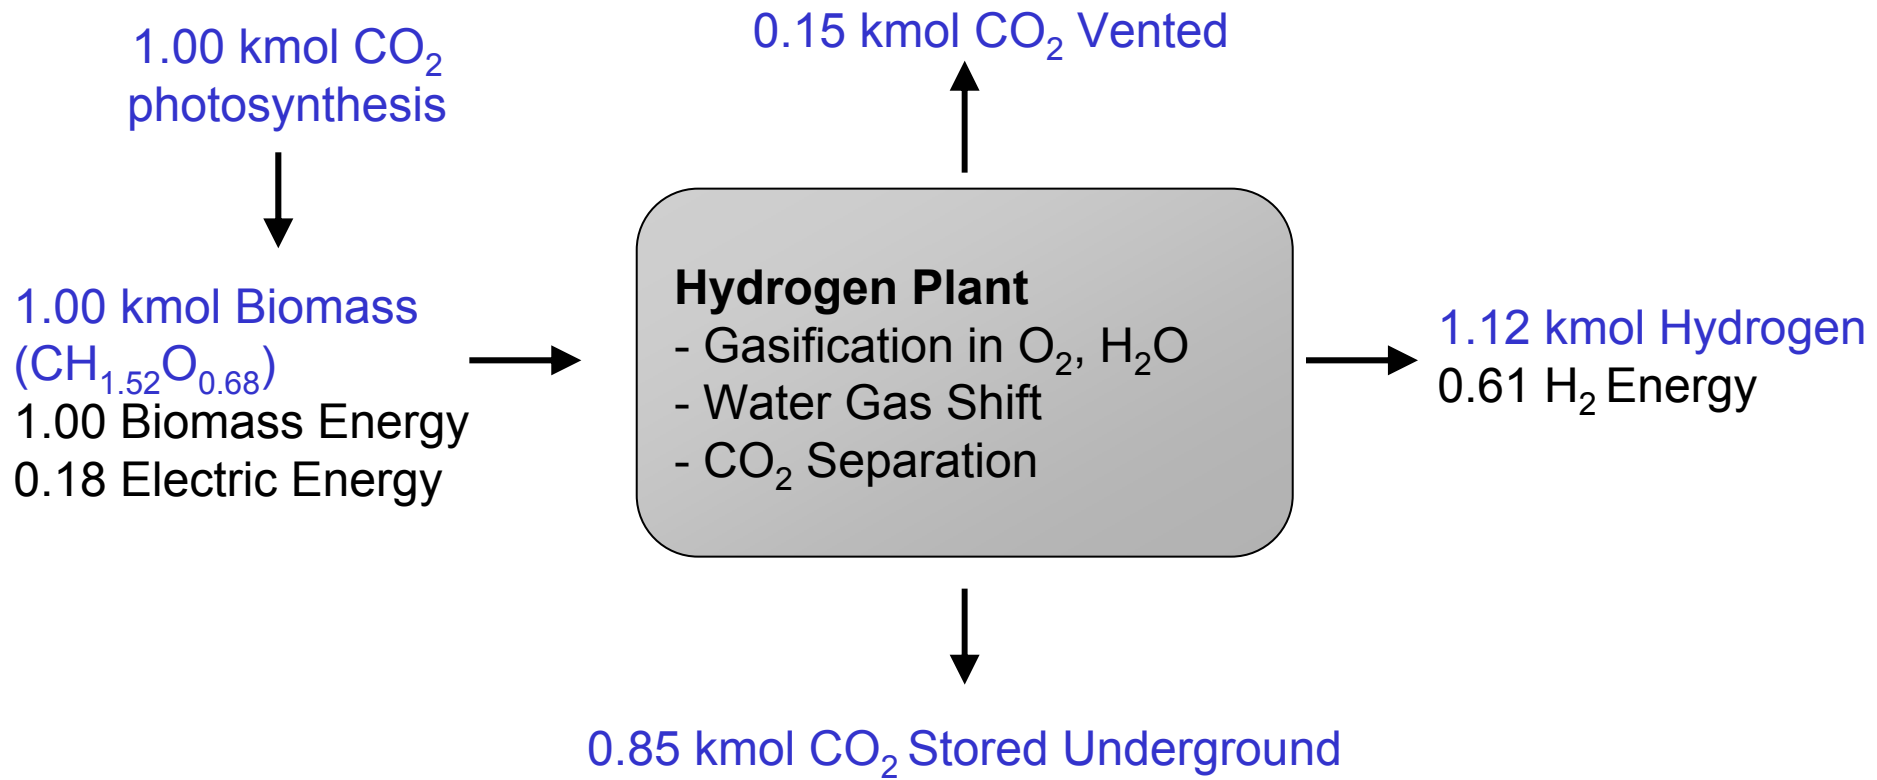 1.00 kmol CO₂
photosynthesis
0.15 kmol CO₂ Vented
1.00 kmol Biomass
(CH₁.₅₂O₀.₆₈)
1.00 Biomass Energy
0.18 Electric Energy
Hydrogen Plant
- Gasification in O₂, H₂O
- Water Gas Shift
- CO₂ Separation
1.12 kmol Hydrogen
0.61 H₂ Energy
0.85 kmol CO₂ Stored Underground